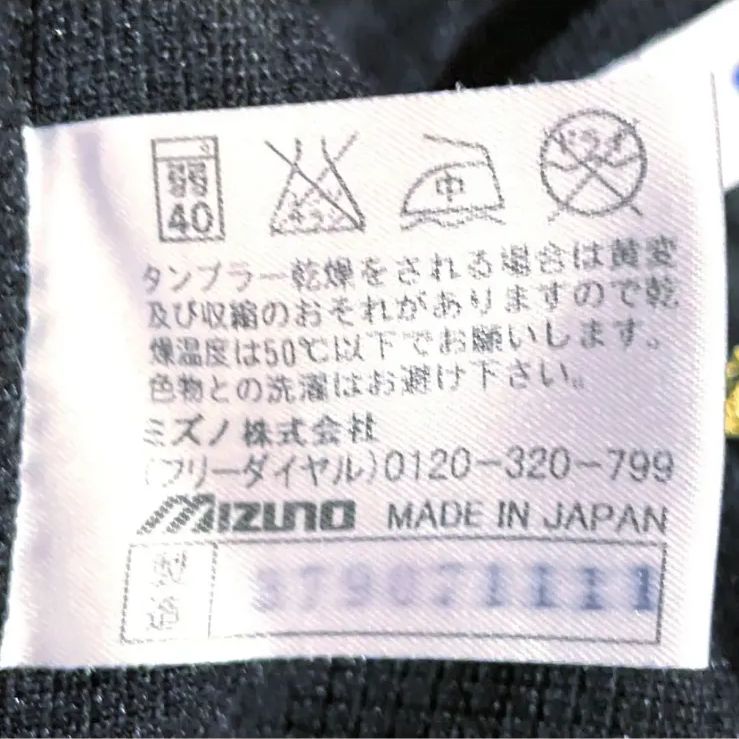 弱
40
中
ドライ
タンブラー乾燥をされる場合は黄変
及び収縮のおそれがありますので乾
燥温度は50℃以下でお願いします。
色物との洗濯はお避け下さい。
ミズノ株式会社
(フリーダイヤル)0120-320-799
MIZUNO MADE IN JAPAN